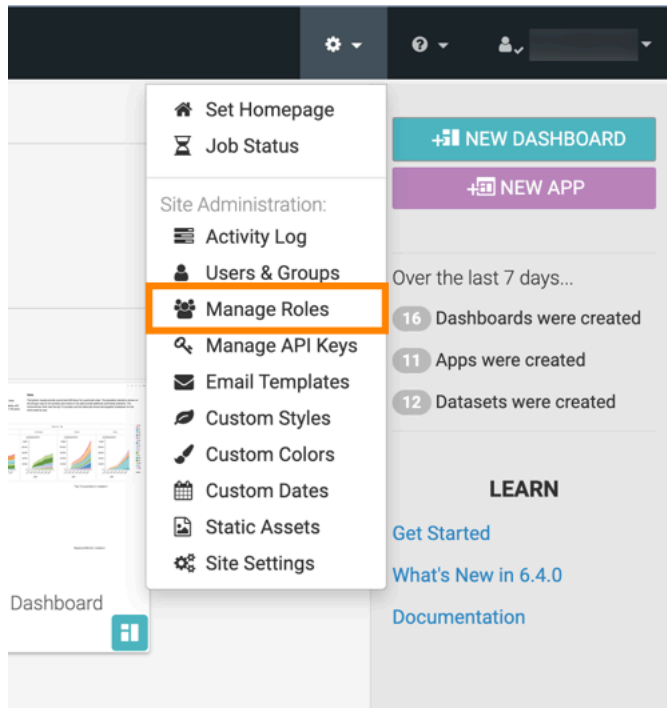 Set Homepage
Job Status
Site Administration:
Activity Log
Users & Groups
Manage Roles
Manage API Keys
Email Templates
Custom Styles
Custom Colors
Custom Dates
Static Assets
Site Settings
NEW DASHBOARD
NEW APP
Over the last 7 days...
16 Dashboards were created
11 Apps were created
12 Datasets were created
LEARN
Get Started
What's New in 6.4.0
Documentation
Dashboard